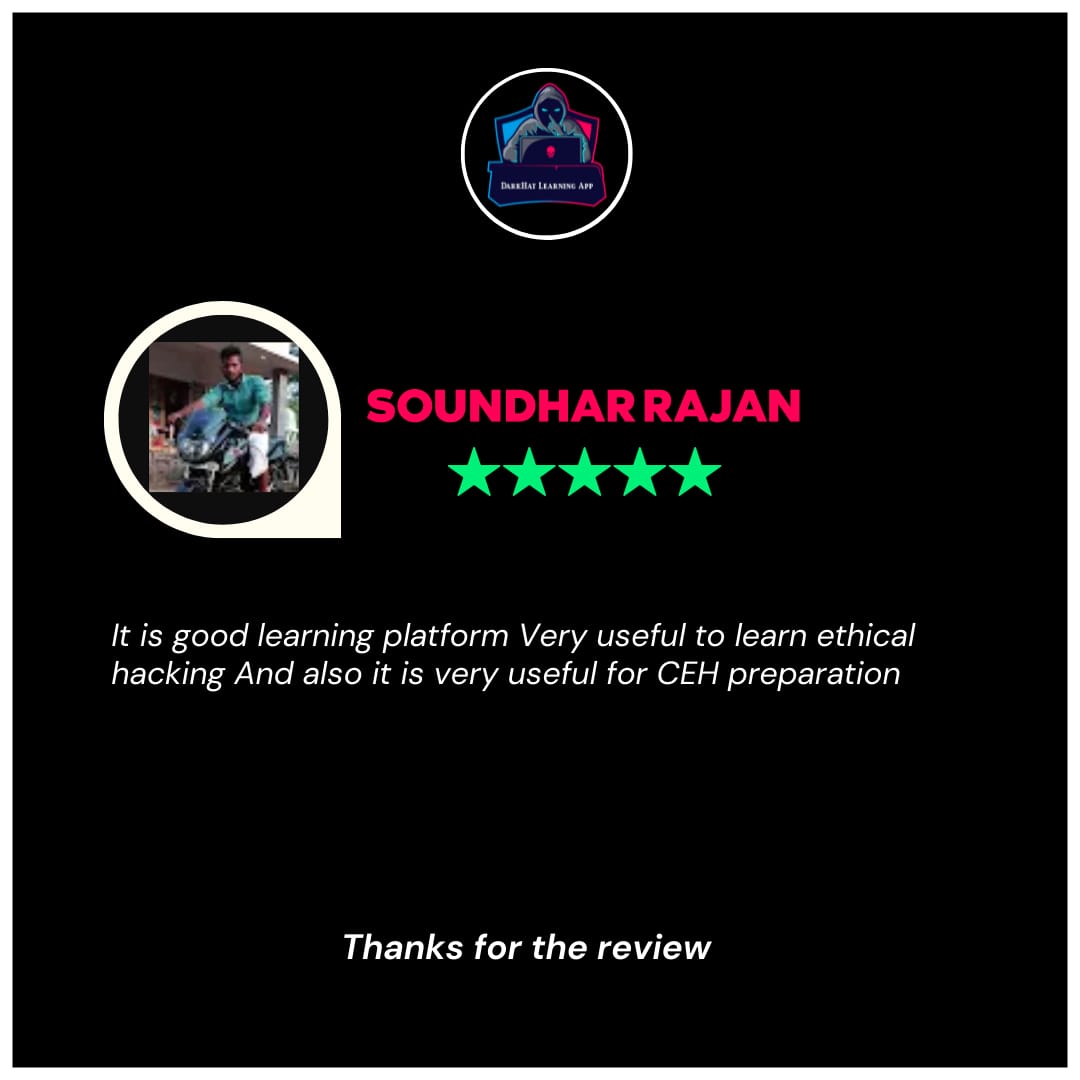 DarkHat Learning App
SOUNDHAR RAJAN
It is good learning platform Very useful to learn ethical
hacking And also it is very useful for CEH preparation
Thanks for the review